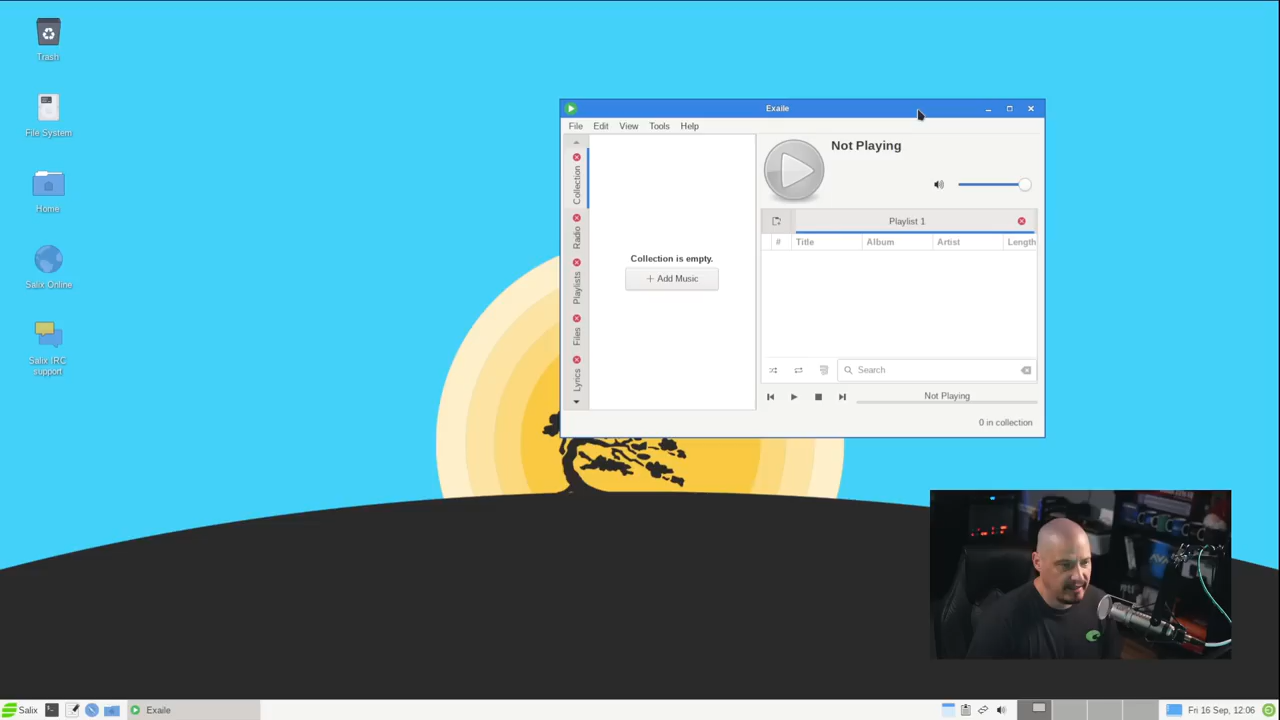 Trash
File System
Home
Salix Online
Salix IRC
support
Exaile
File Edit View Tools Help
Collection
Radio
Playlists
Files
Lyrics
Collection is empty.
Add Music
Not Playing
Playlist 1
# Title Album Artist Length
Search
Not Playing
0 in collection
Salix
Exaile
Fri 16 Sep, 12:06